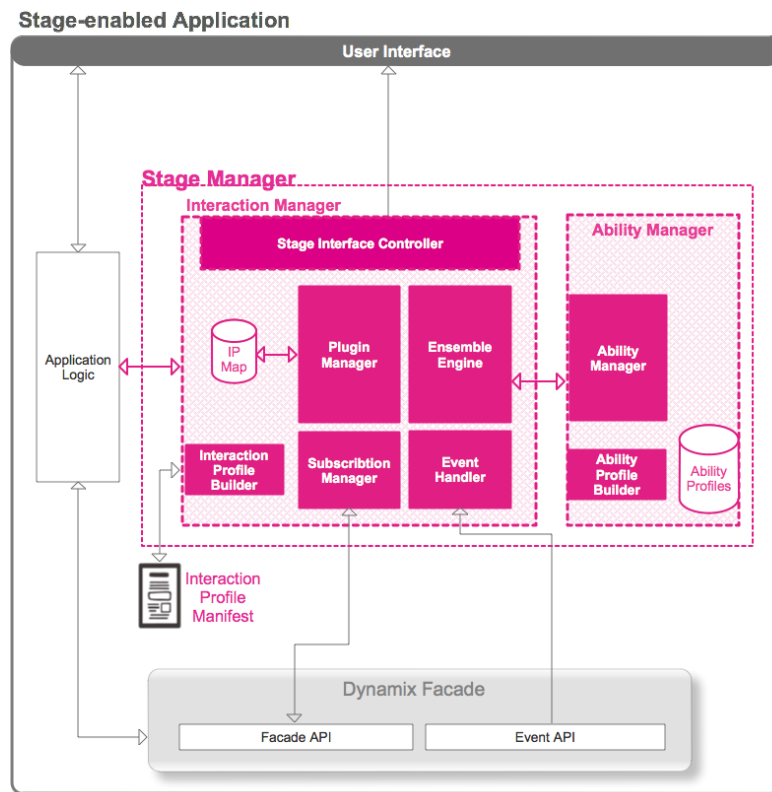 Stage-enabled Application
User Interface
Stage Manager
Interaction Manager
Stage Interface Controller
Ability Manager
Application
Logic
IP
Map
Plugin
Manager
Ensemble
Engine
Ability
Manager
Interaction
Profile
Builder
Subscribtion
Manager
Event
Handler
Ability
Profile
Builder
Ability
Profiles
Interaction
Profile
Manifest
Dynamix Facade
Facade API
Event API